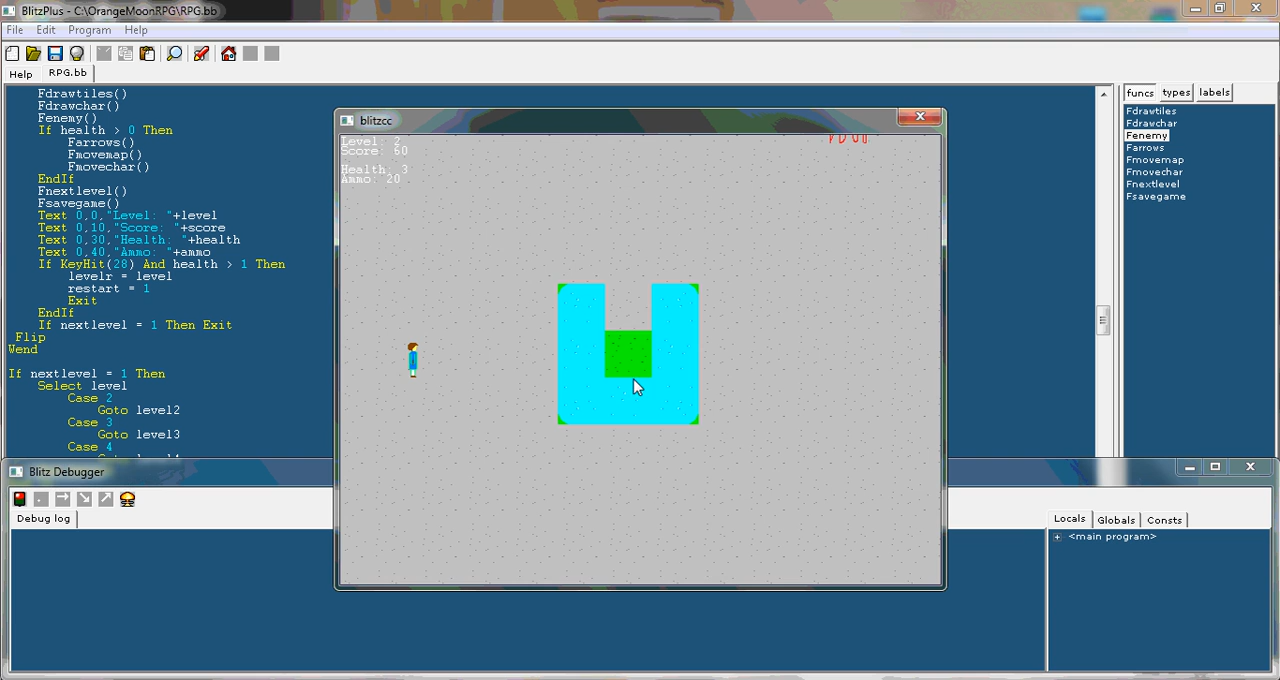 BlitzPlus - C:\OrangeMoonRPG\RPG.bb
File Edit Program Help
Help RPG.bb
Fdrawtiles()
Fdrawchar()
Fenemy()
If health > 0 Then
Farrows()
Fmovemap()
Fmovechar()
EndIf
Fnextlevel()
Fsavegame()
Text 0,0,"Level: "+level
Text 0,10,"Score: "+score
Text 0,30,"Health: "+health
Text 0,40,"Ammo: "+ammo
If KeyHit(28) And health > 1 Then
levelr = level
restart = 1
Exit
EndIf
If nextlevel = 1 Then Exit
Flip
Wend
If nextlevel = 1 Then
Select level
Case 2
Goto level2
Case 3
Goto level3
Case 4
blitzcc
Level: 2
Score: 60
Health: 3
Ammo: 20
funcs types labels
Fdrawtiles
Fdrawchar
Fenemy
Farrows
Fmovemap
Fmovechar
Fnextlevel
Fsavegame
Blitz Debugger
Debug log
Locals Globals Consts
<main program>